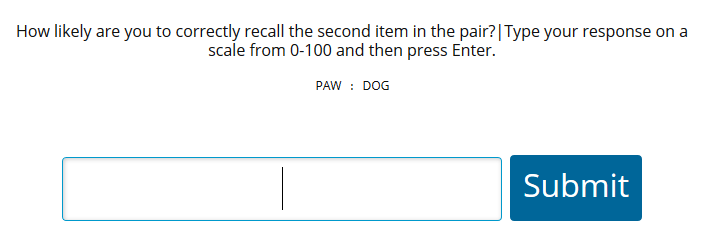 How likely are you to correctly recall the second item in the pair?|Type your response on a
scale from 0-100 and then press Enter.
PAW : DOG
Submit